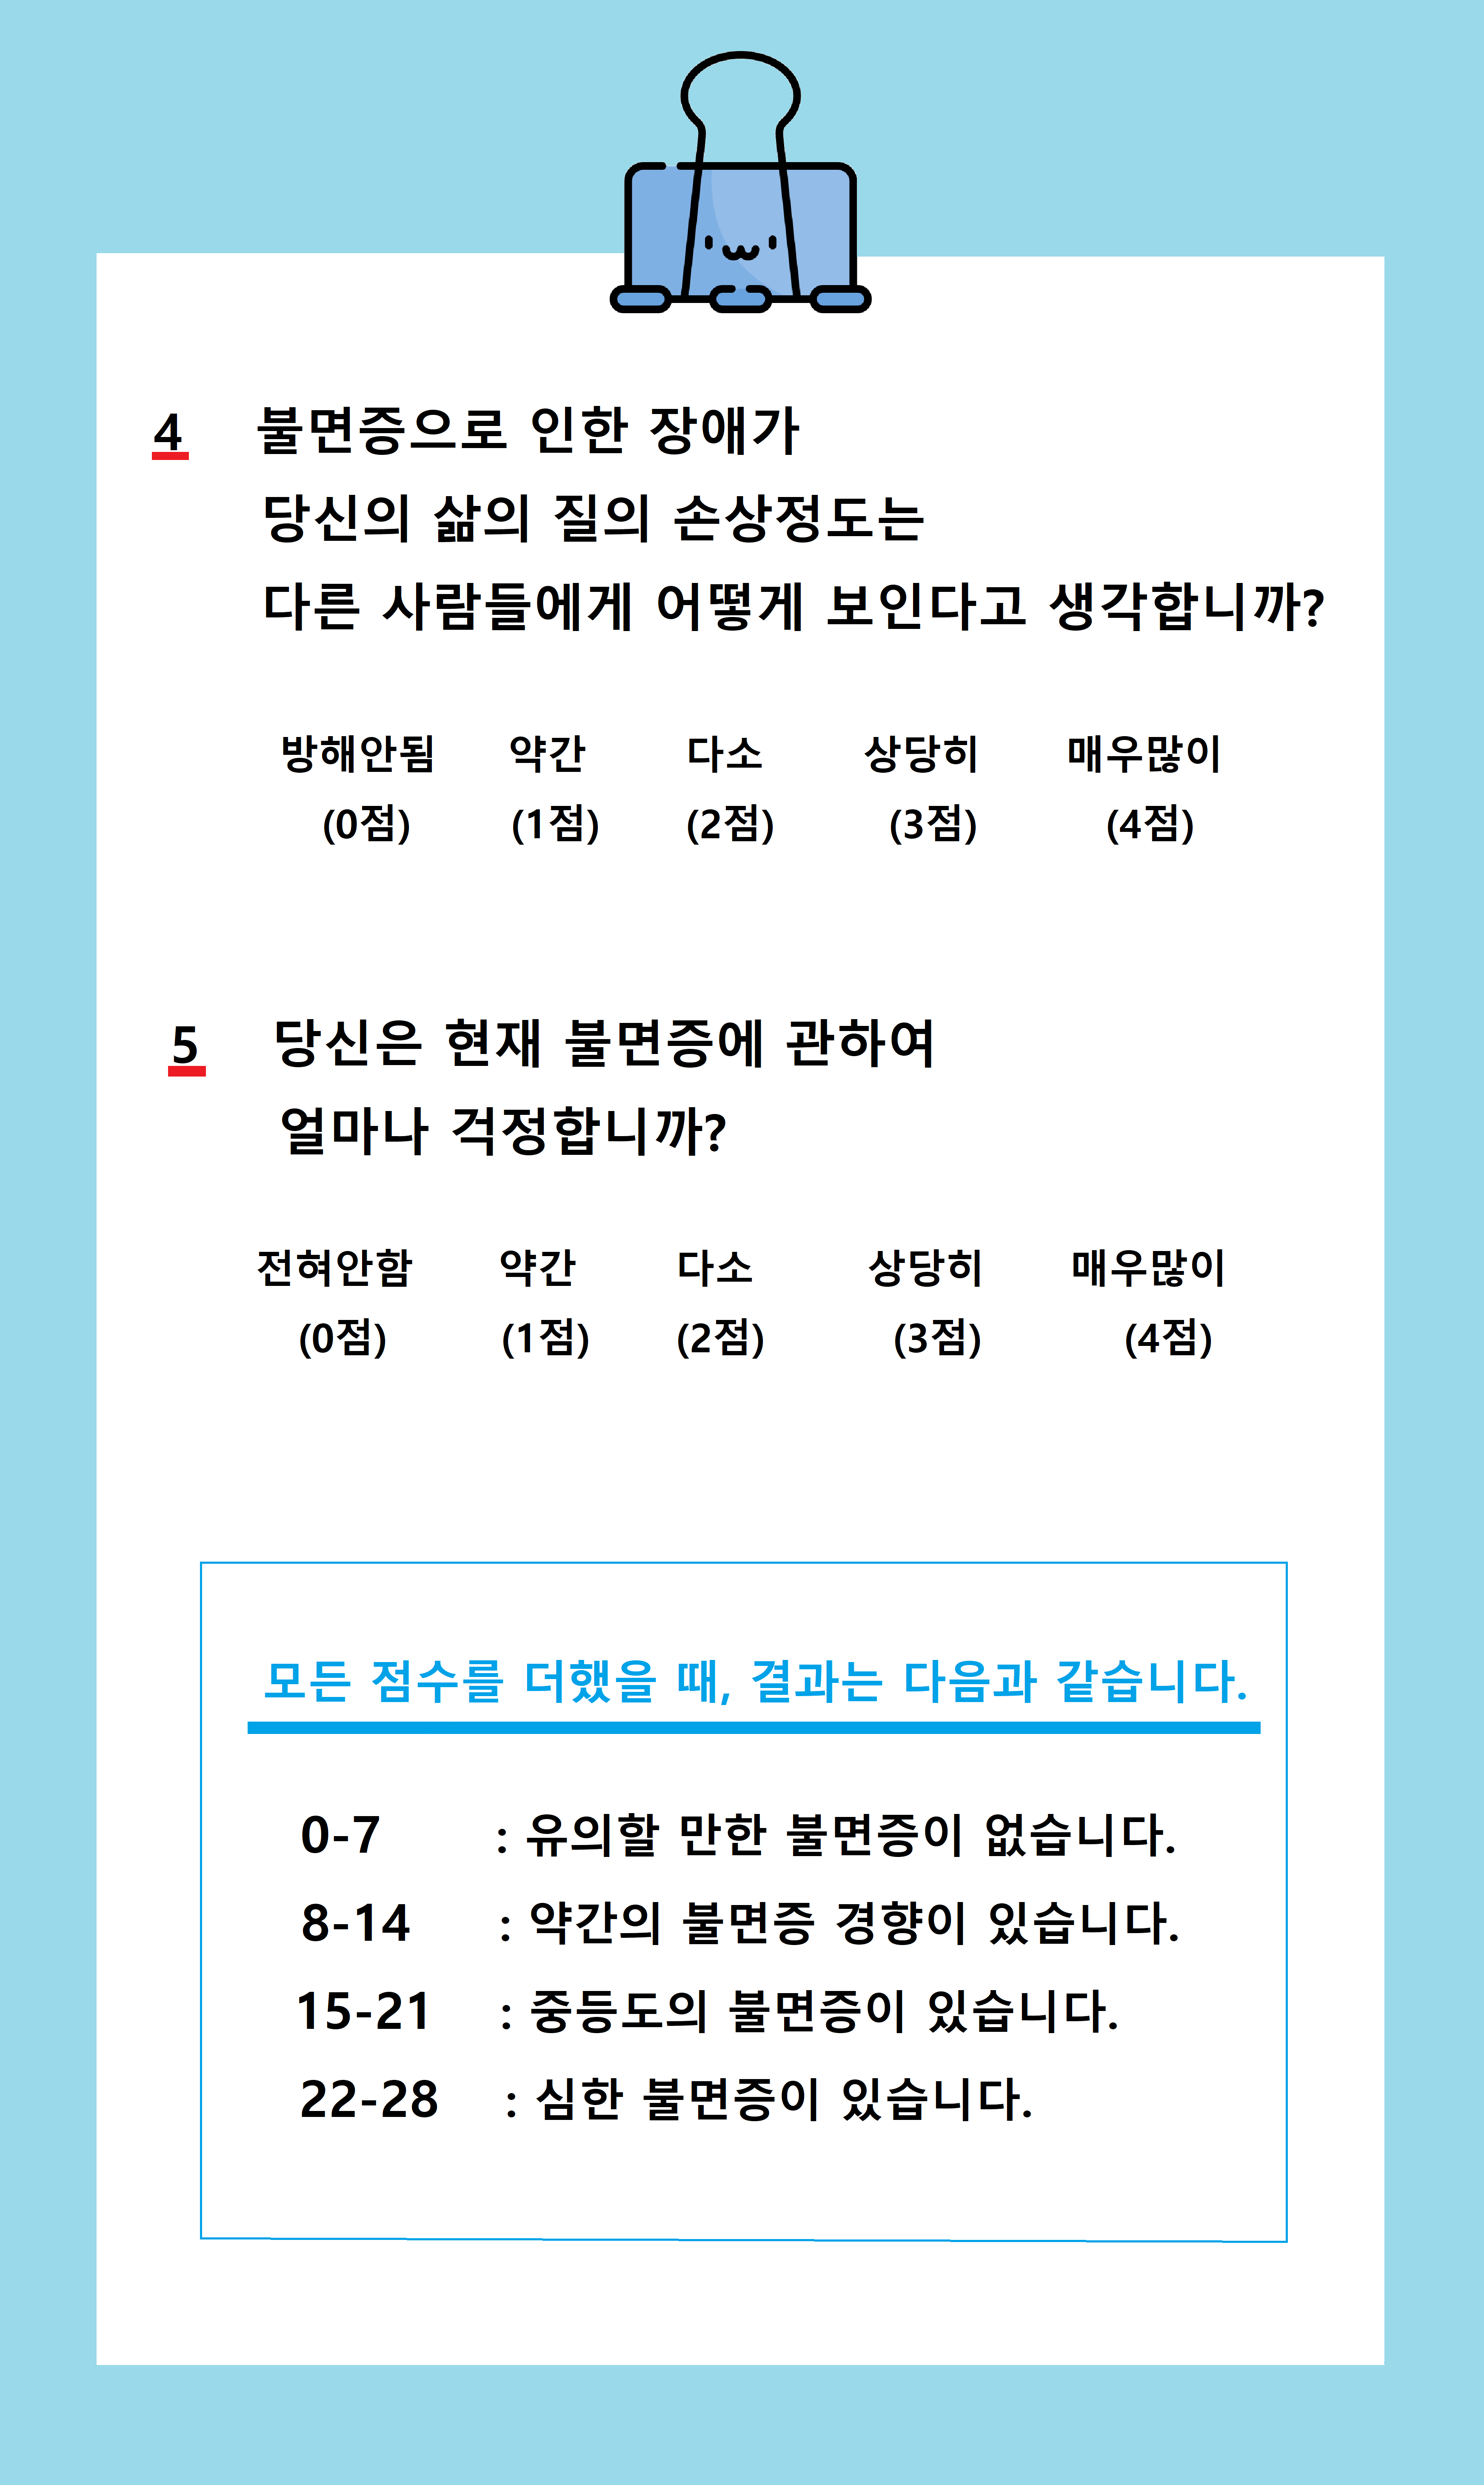 4 불면증으로 인한 장애가
당신의 삶의 질의 손상정도는
다른 사람들에게 어떻게 보인다고 생각합니까?
방해안됨 약간 다소 상당히 매우많이
(0점) (1점) (2점) (3점) (4점)
5 당신은 현재 불면증에 관하여
얼마나 걱정합니까?
전혀안함 약간 다소 상당히 매우많이
(0점) (1점) (2점) (3점) (4점)
모든 점수를 더했을 때, 결과는 다음과 같습니다.
0-7 : 유의할 만한 불면증이 없습니다.
8-14 : 약간의 불면증 경향이 있습니다.
15-21 : 중등도의 불면증이 있습니다.
22-28 : 심한 불면증이 있습니다.